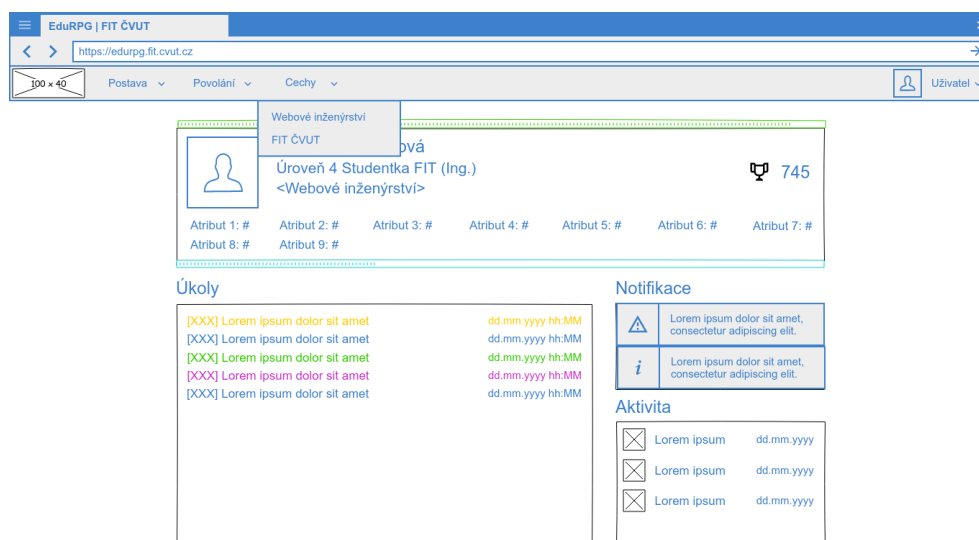 EduRPG | FIT ČVUT
https://edurpg.fit.cvut.cz
100 x 40
Postava
Povolání
Cechy
Uživatel
Webové inženýrství
FIT ČVUT
ová
Úroveň 4 Studentka FIT (Ing.)
<Webové inženýrství>
745
Atribut 1: # Atribut 2: # Atribut 3: # Atribut 4: # Atribut 5: # Atribut 6: # Atribut 7: #
Atribut 8: # Atribut 9: #
Úkoly
[XXX] Lorem ipsum dolor sit amet dd.mm.yyyy hh:MM
[XXX] Lorem ipsum dolor sit amet dd.mm.yyyy hh:MM
[XXX] Lorem ipsum dolor sit amet dd.mm.yyyy hh:MM
[XXX] Lorem ipsum dolor sit amet dd.mm.yyyy hh:MM
[XXX] Lorem ipsum dolor sit amet dd.mm.yyyy hh:MM
Notifikace
Lorem ipsum dolor sit amet,
consectetur adipiscing elit.
i
Lorem ipsum dolor sit amet,
consectetur adipiscing elit.
Aktivita
Lorem ipsum dd.mm.yyyy
Lorem ipsum dd.mm.yyyy
Lorem ipsum dd.mm.yyyy